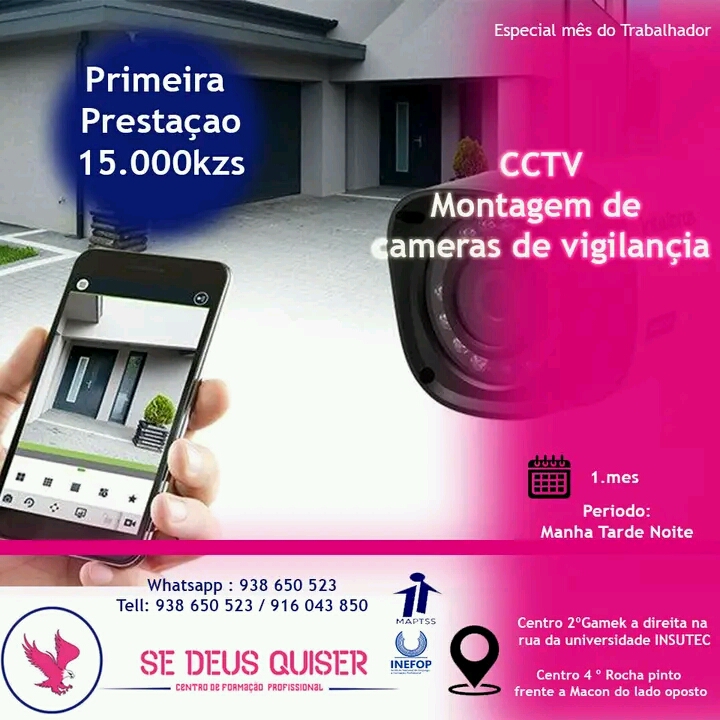 Especial mês do Trabalhador
Primeira
Prestaçao
15.000kzs
CCTV
Montagem de
cameras de vigilançia
1.mes
Periodo:
Manha Tarde Noite
Whatsapp : 938 650 523
Tell: 938 650 523 / 916 043 850
MAPTSS
INEFOP
SE DEUS QUISER
CENTRO DE FORMAÇÃO PROFISSIONAL
Centro 2ºGamek a direita na
rua da universidade INSUTEC
Centro 4 º Rocha pinto
frente a Macon do lado oposto